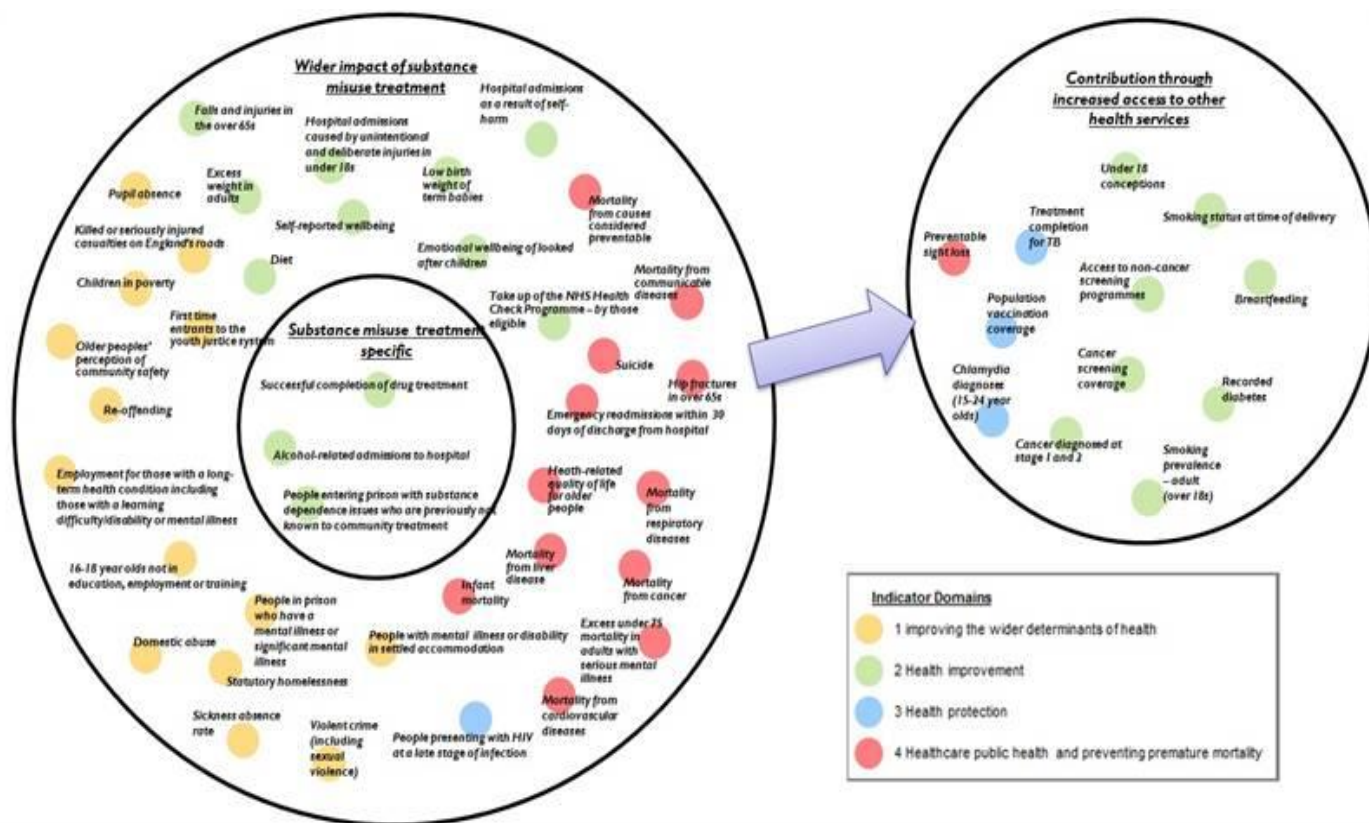 Wider impact of substance
misuse treatment
Hospital admissions
as a result of self-
harm
Falls and injuries in
the over 65s
Hospital admissions
caused by unintentional
and deliberate injuries in
under 18s
Excess
weight in
adults
Low birth
weight of
term babies
Pupil absence
Mortality
from causes
considered
preventable
Self-reported wellbeing
Killed or seriously injured
casualties on England's roads
Emotional wellbeing of looked
after children
Diet
Children in poverty
Mortality from
communicable
diseases
Take up of the NHS Health
Check Programme – by those
eligible
First time
entrants to the
youth justice system
Older peoples'
perception of
community safety
Suicide
Hip fractures
in over 65s
Re-offending
Emergency readmissions within 30
days of discharge from hospital
Employment for those with a long-
term health condition including
those with a learning
difficulty/disability or mental illness
Heath-related
quality of life
for older
people
Mortality
from
respiratory
diseases
16-18 year olds not in
education, employment or training
Mortality
from liver
disease
Mortality
from cancer
Infant
mortality
People in prison
who have a
mental illness or
significant mental
illness
Domestic abuse
People with mental illness or disability
in settled accommodation
Excess under 75
mortality in
adults with
serious mental
illness
Statutory homelessness
Mortality from
cardiovascular
diseases
Sickness absence
rate
Violent crime
(including
sexual
violence)
People presenting with HIV
at a late stage of infection
Substance misuse treatment
specific
Successful completion of drug treatment
Alcohol-related admissions to hospital
People entering prison with substance
dependence issues who are previously not
known to community treatment
Contribution through
increased access to other
health services
Under 18
conceptions
Smoking status at time of delivery
Treatment
completion
for TB
Preventable
sight loss
Access to non-cancer
screening
programmes
Breastfeeding
Population
vaccination
coverage
Cancer
screening
coverage
Chlamydia
diagnoses
(15-24 year
olds)
Recorded
diabetes
Cancer diagnosed at
stage 1 and 2
Smoking
prevalence
– adult
(over 18s)
Indicator Domains
1 improving the wider determinants of health
2 Health improvement
3 Health protection
4 Healthcare public health and preventing premature mortality